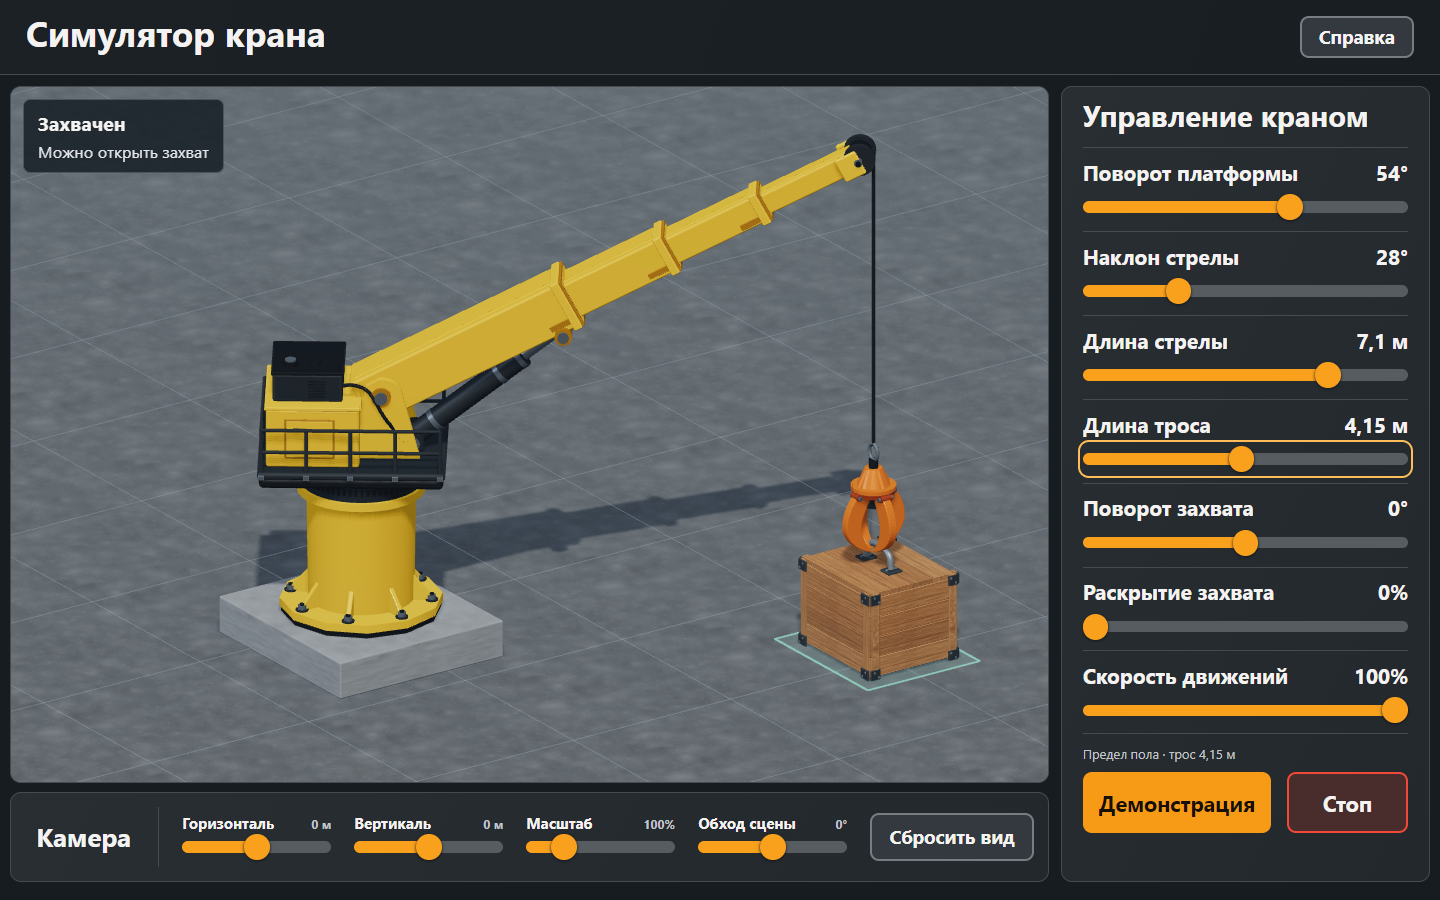 Симулятор крана
Справка
Захвачен
Можно открыть захват
Управление краном
Поворот платформы 54°
Наклон стрелы 28°
Длина стрелы 7,1 м
Длина троса 4,15 м
Поворот захвата 0°
Раскрытие захвата 0%
Скорость движений 100%
Предел пола · трос 4,15 м
Демонстрация Стоп
Камера
Горизонталь 0 м
Вертикаль 0 м
Масштаб 100%
Обход сцены 0°
Сбросить вид